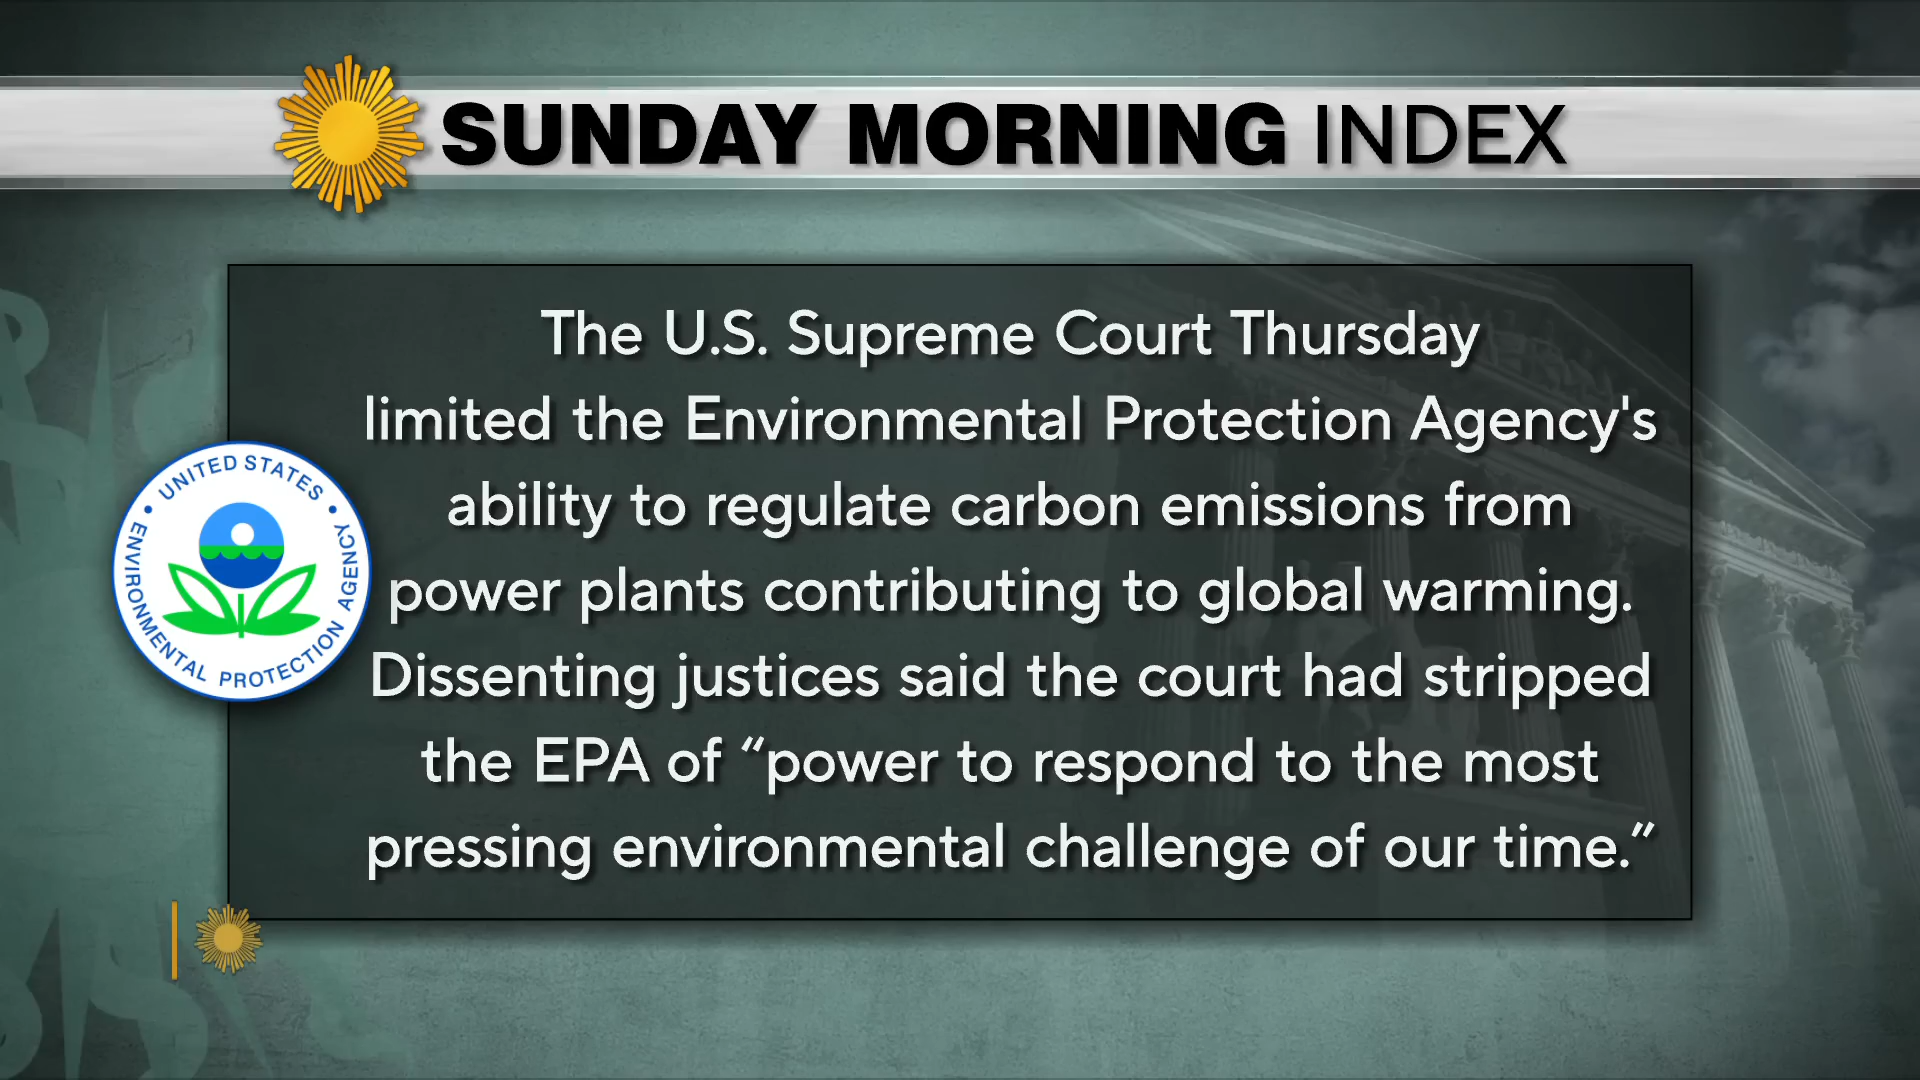 SUNDAY MORNING INDEX
The U.S. Supreme Court Thursday
limited the Environmental Protection Agency's
ability to regulate carbon emissions from
power plants contributing to global warming.
Dissenting justices said the court had stripped
the EPA of “power to respond to the most
pressing environmental challenge of our time.”
UNITED STATES
ENVIRONMENTAL PROTECTION AGENCY